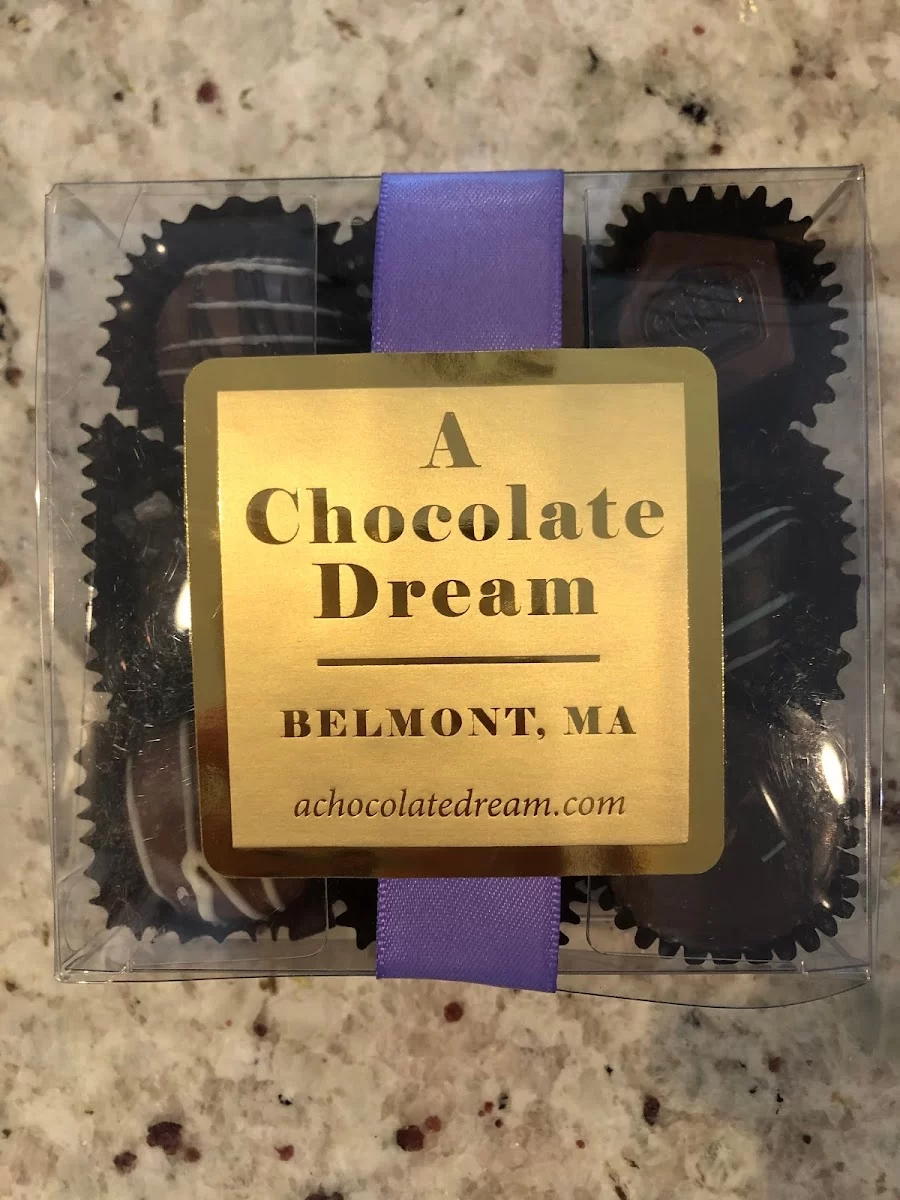 A
Chocolate
Dream
BELMONT, MA
achocolatedream.com